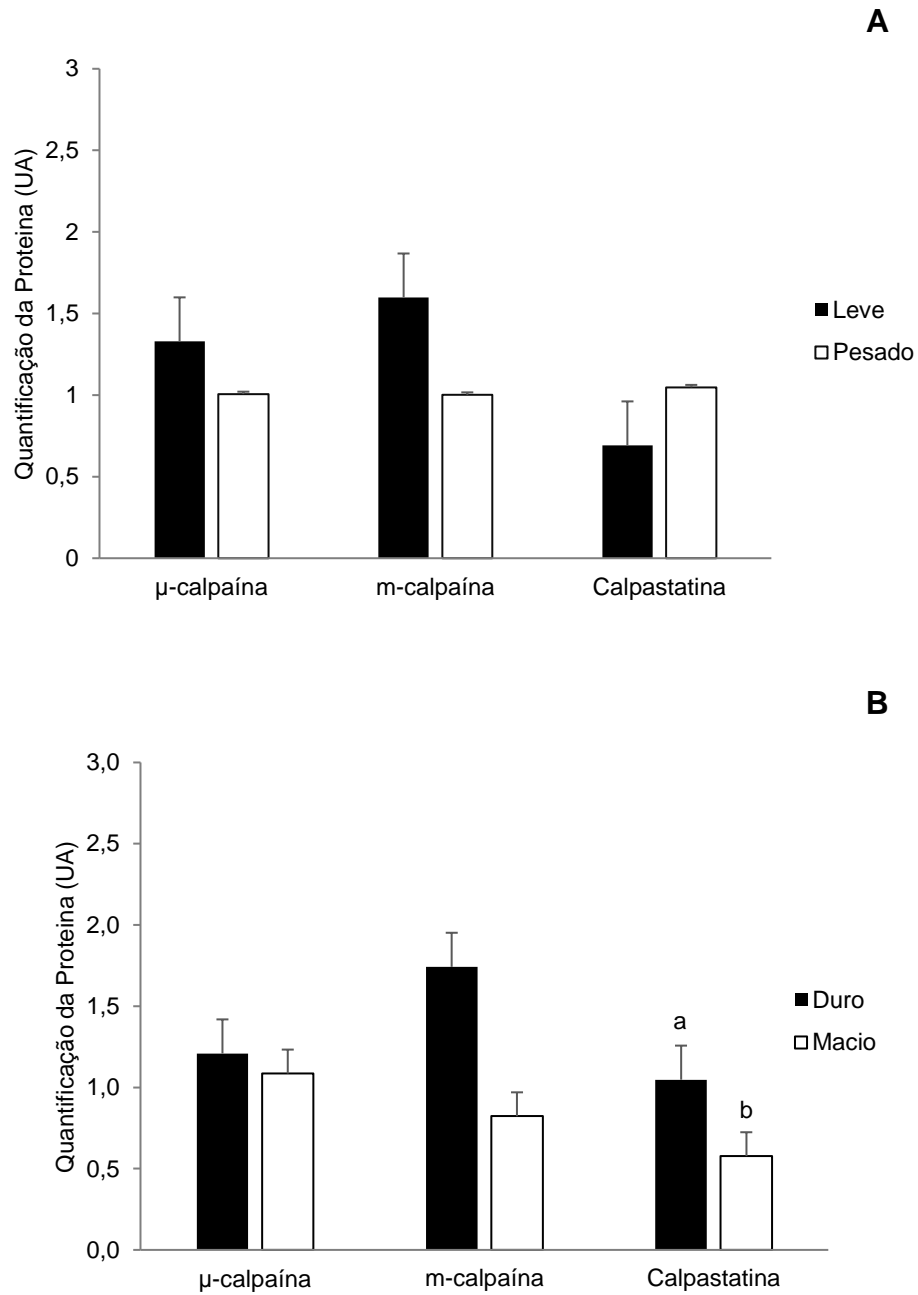 A
Quantificação da Proteina (UA)
3
2,5
2
1,5
1
0,5
0
µ-calpaína m-calpaína Calpastatina
Leve
Pesado
B
Quantificação da Proteina (UA)
3,0
2,5
2,0
1,5
1,0
0,5
0,0
a
b
µ-calpaína m-calpaína Calpastatina
Duro
Macio